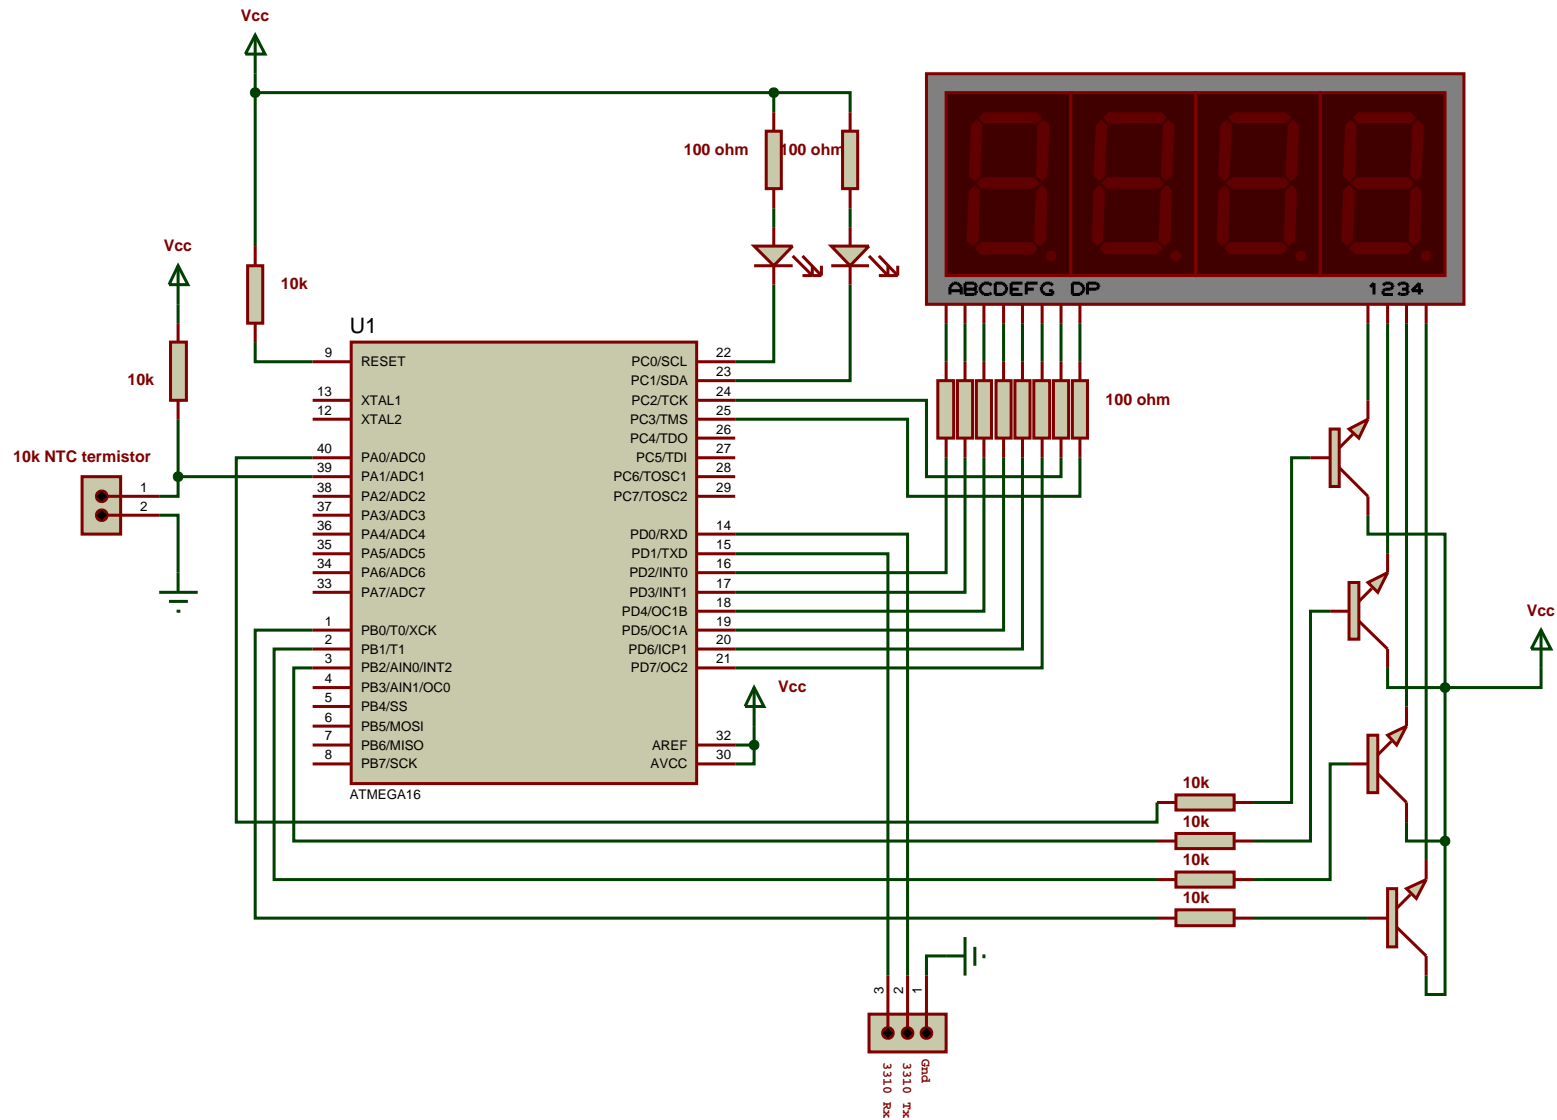 Vcc
100 ohm
100 ohm
Vcc
10k
ABCDEFG DP
1234
U1
10k
100 ohm
10k NTC termistor
1
2
9 RESET
13 XTAL1
12 XTAL2
40 PA0/ADC0
39 PA1/ADC1
38 PA2/ADC2
37 PA3/ADC3
36 PA4/ADC4
35 PA5/ADC5
34 PA6/ADC6
33 PA7/ADC7
1 PB0/T0/XCK
2 PB1/T1
3 PB2/AIN0/INT2
4 PB3/AIN1/OC0
5 PB4/SS
6 PB5/MOSI
7 PB6/MISO
8 PB7/SCK
PC0/SCL 22
PC1/SDA 23
PC2/TCK 24
PC3/TMS 25
PC4/TDO 26
PC5/TDI 27
PC6/TOSC1 28
PC7/TOSC2 29
PD0/RXD 14
PD1/TXD 15
PD2/INT0 16
PD3/INT1 17
PD4/OC1B 18
PD5/OC1A 19
PD6/ICP1 20
PD7/OC2 21
AREF 32
AVCC 30
ATMEGA16
Vcc
Vcc
10k
10k
10k
10k
3
2
1
3310 Rx
3310 Tx
Gnd